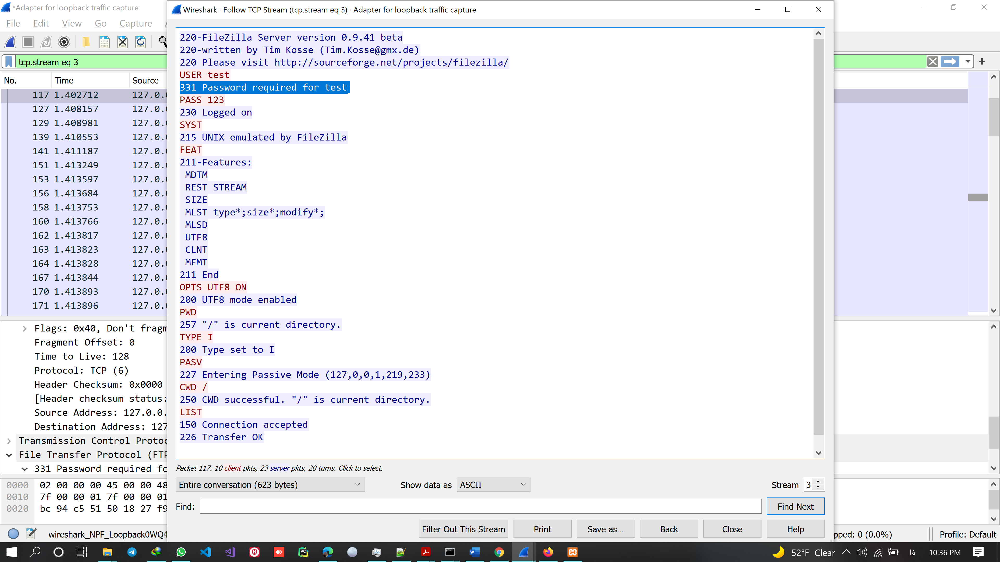 *Adapter for loopback traffic capture
File Edit View Go Capture
tcp.stream eq 3
No. Time Source
117 1.402712 127.0.
127 1.408157 127.0.
129 1.408981 127.0.
139 1.410553 127.0.
141 1.411187 127.0.
151 1.413249 127.0.
153 1.413597 127.0.
156 1.413684 127.0.
158 1.413753 127.0.
160 1.413766 127.0.
162 1.413817 127.0.
163 1.413823 127.0.
164 1.413828 127.0.
167 1.413844 127.0.
170 1.413893 127.0.
171 1.413896 127.0.
Flags: 0x40, Don't fragm
Fragment Offset: 0
Time to Live: 128
Protocol: TCP (6)
Header Checksum: 0x0000
[Header checksum status:
Source Address: 127.0.0.
Destination Address: 127
Transmission Control Protoc
File Transfer Protocol (FTP
331 Password required fo
0000 02 00 00 00 45 00 00 48
0010 7f 00 00 01 7f 00 00 01
0020 bc 94 c5 51 50 18 27 f9
wireshark_NPF_Loopback0WQ4
Wireshark · Follow TCP Stream (tcp.stream eq 3) · Adapter for loopback traffic capture
220-FileZilla Server version 0.9.41 beta
220-written by Tim Kosse (Tim.Kosse@gmx.de)
220 Please visit http://sourceforge.net/projects/filezilla/
USER test
331 Password required for test
PASS 123
230 Logged on
SYST
215 UNIX emulated by FileZilla
FEAT
211-Features:
MDTM
REST STREAM
SIZE
MLST type*;size*;modify*;
MLSD
UTF8
CLNT
MFMT
211 End
OPTS UTF8 ON
200 UTF8 mode enabled
PWD
257 "/" is current directory.
TYPE I
200 Type set to I
PASV
227 Entering Passive Mode (127,0,0,1,219,233)
CWD /
250 CWD successful. "/" is current directory.
LIST
150 Connection accepted
226 Transfer OK
Packet 117. 10 client pkts, 23 server pkts, 20 turns. Click to select.
Entire conversation (623 bytes) Show data as ASCII Stream 3
Find: Find Next
Filter Out This Stream Print Save as… Back Close Help
pped: 0 (0.0%) Profile: Default
52°F Clear فا 10:36 PM